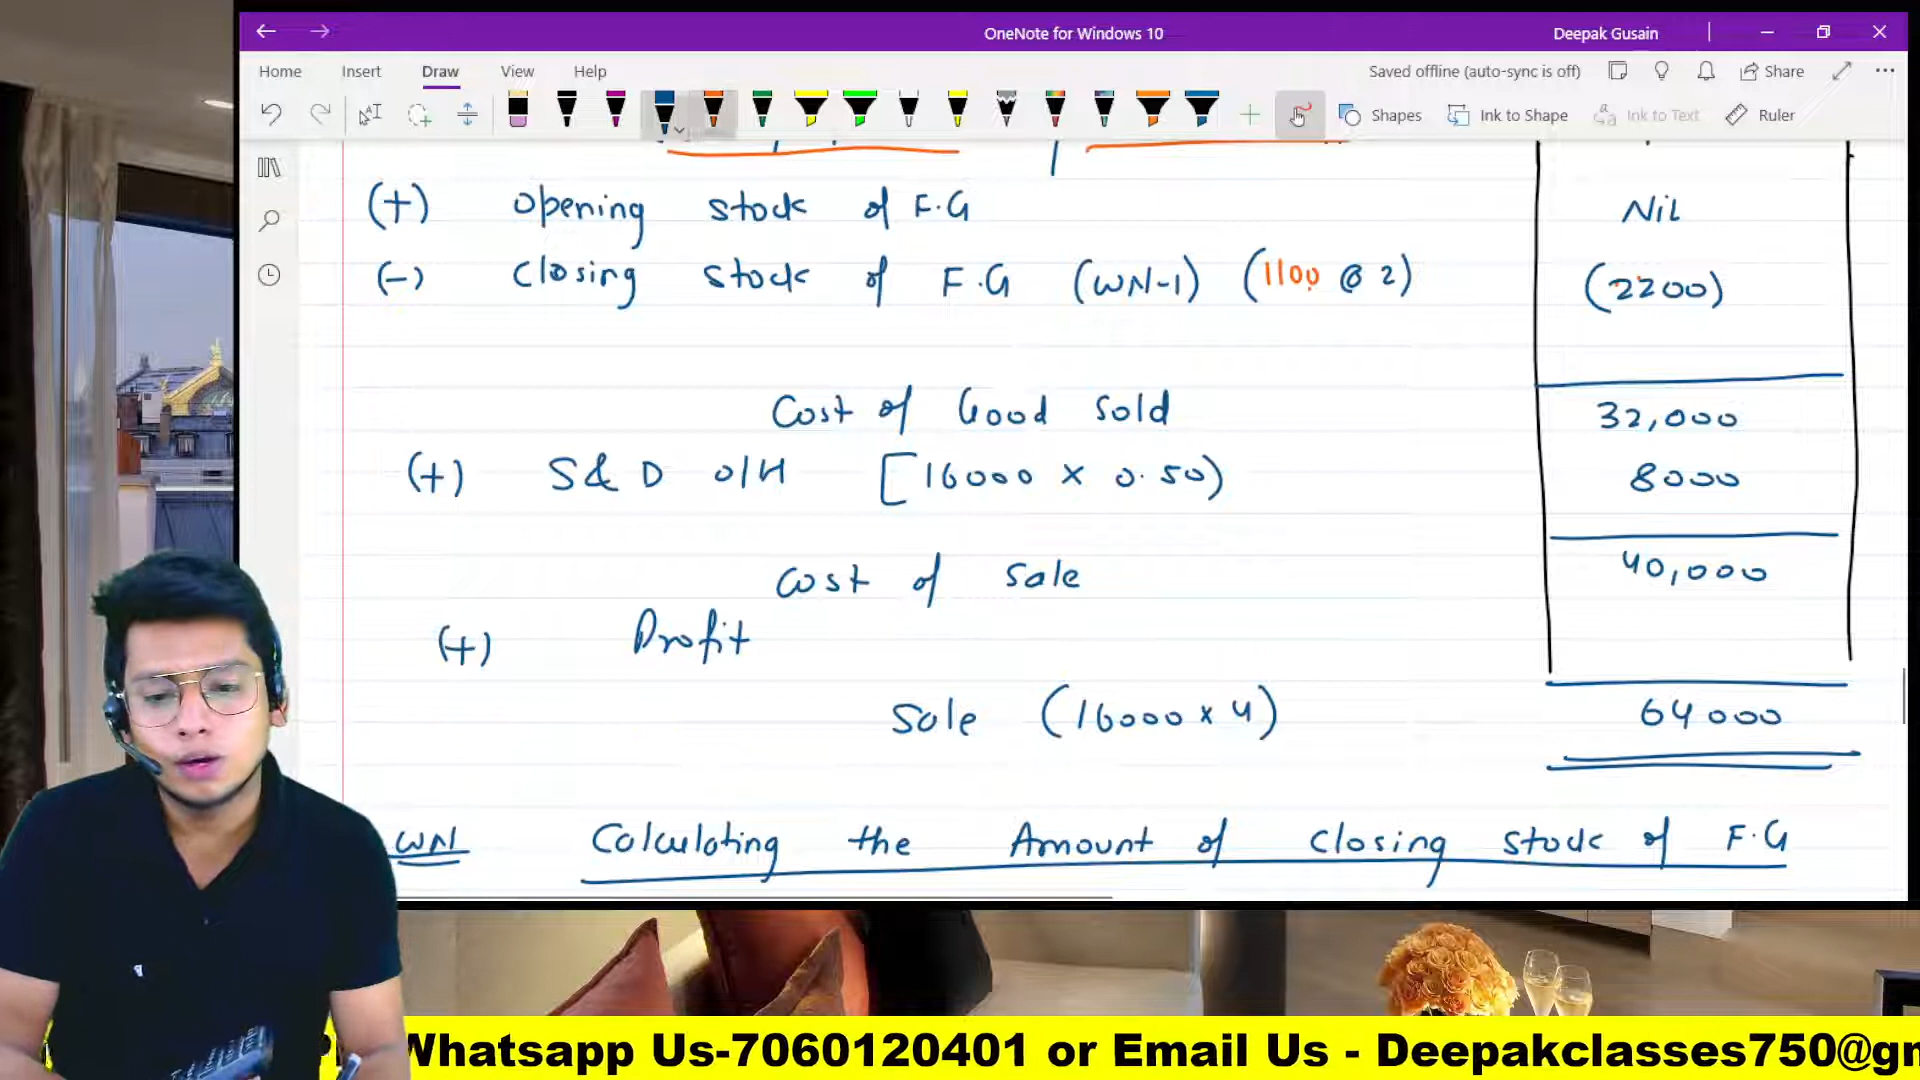 OneNote for Windows 10
Deepak Gusain
Home Insert Draw View Help
Saved offline (auto-sync is off) Share
Shapes Ink to Shape Ink to Text Ruler
(+) Opening stock of F.G Nil
(-) Closing stock of F.G (WN-1) (1100 @ 2) (2200)
Cost of Good Sold 32,000
(+) S& D O/H [16000 x 0.50) 8000
Cost of Sale 40,000
(+) Profit
Sale (16000 x 4) 64000
WN Calculating the Amount of Closing stock of F.G
Whatsapp Us-7060120401 or Email Us - Deepakclasses750@gm